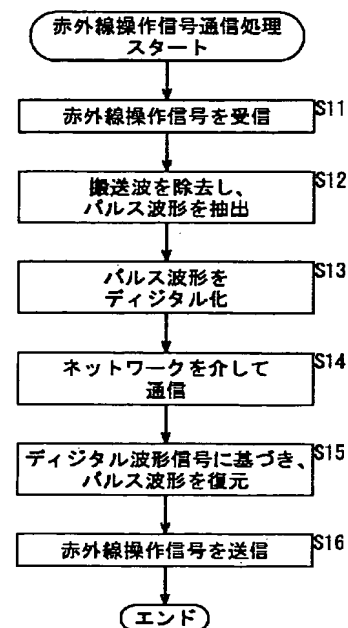 赤外線操作信号通信処理
スタート
赤外線操作信号を受信
S11
搬送波を除去し、
パルス波形を抽出
S12
パルス波形を
ディジタル化
S13
ネットワークを介して
通信
S14
ディジタル波形信号に基づき、
パルス波形を復元
S15
赤外線操作信号を送信
S16
エンド